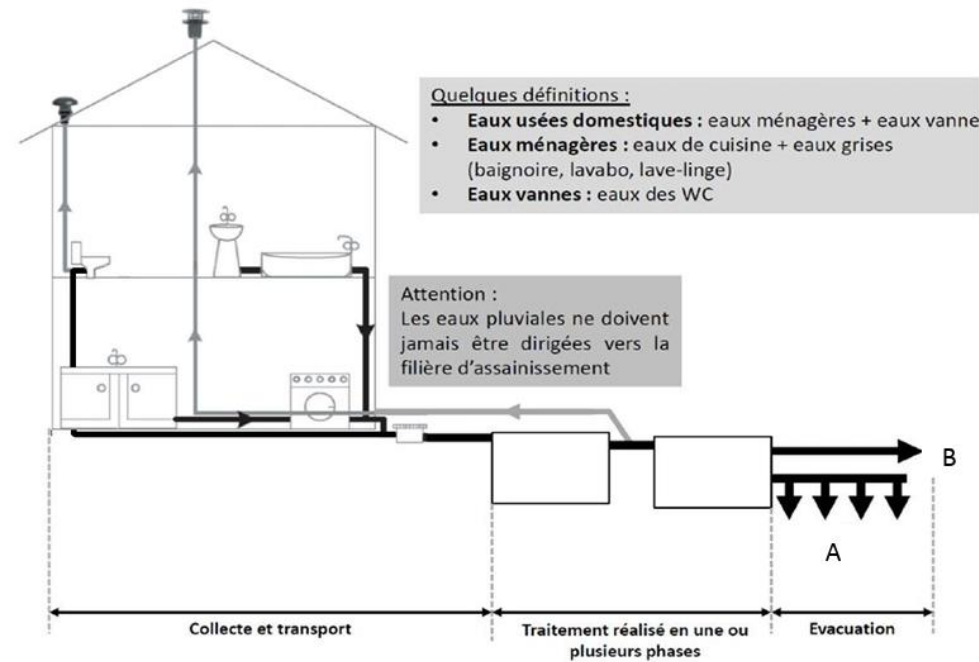 Quelques définitions :
• Eaux usées domestiques : eaux ménagères + eaux vanne
• Eaux ménagères : eaux de cuisine + eaux grises
(baignoire, lavabo, lave-linge)
• Eaux vannes : eaux des WC
Attention :
Les eaux pluviales ne doivent
jamais être dirigées vers la
filière d'assainissement
B
A
Collecte et transport
Traitement réalisé en une ou
plusieurs phases
Evacuation